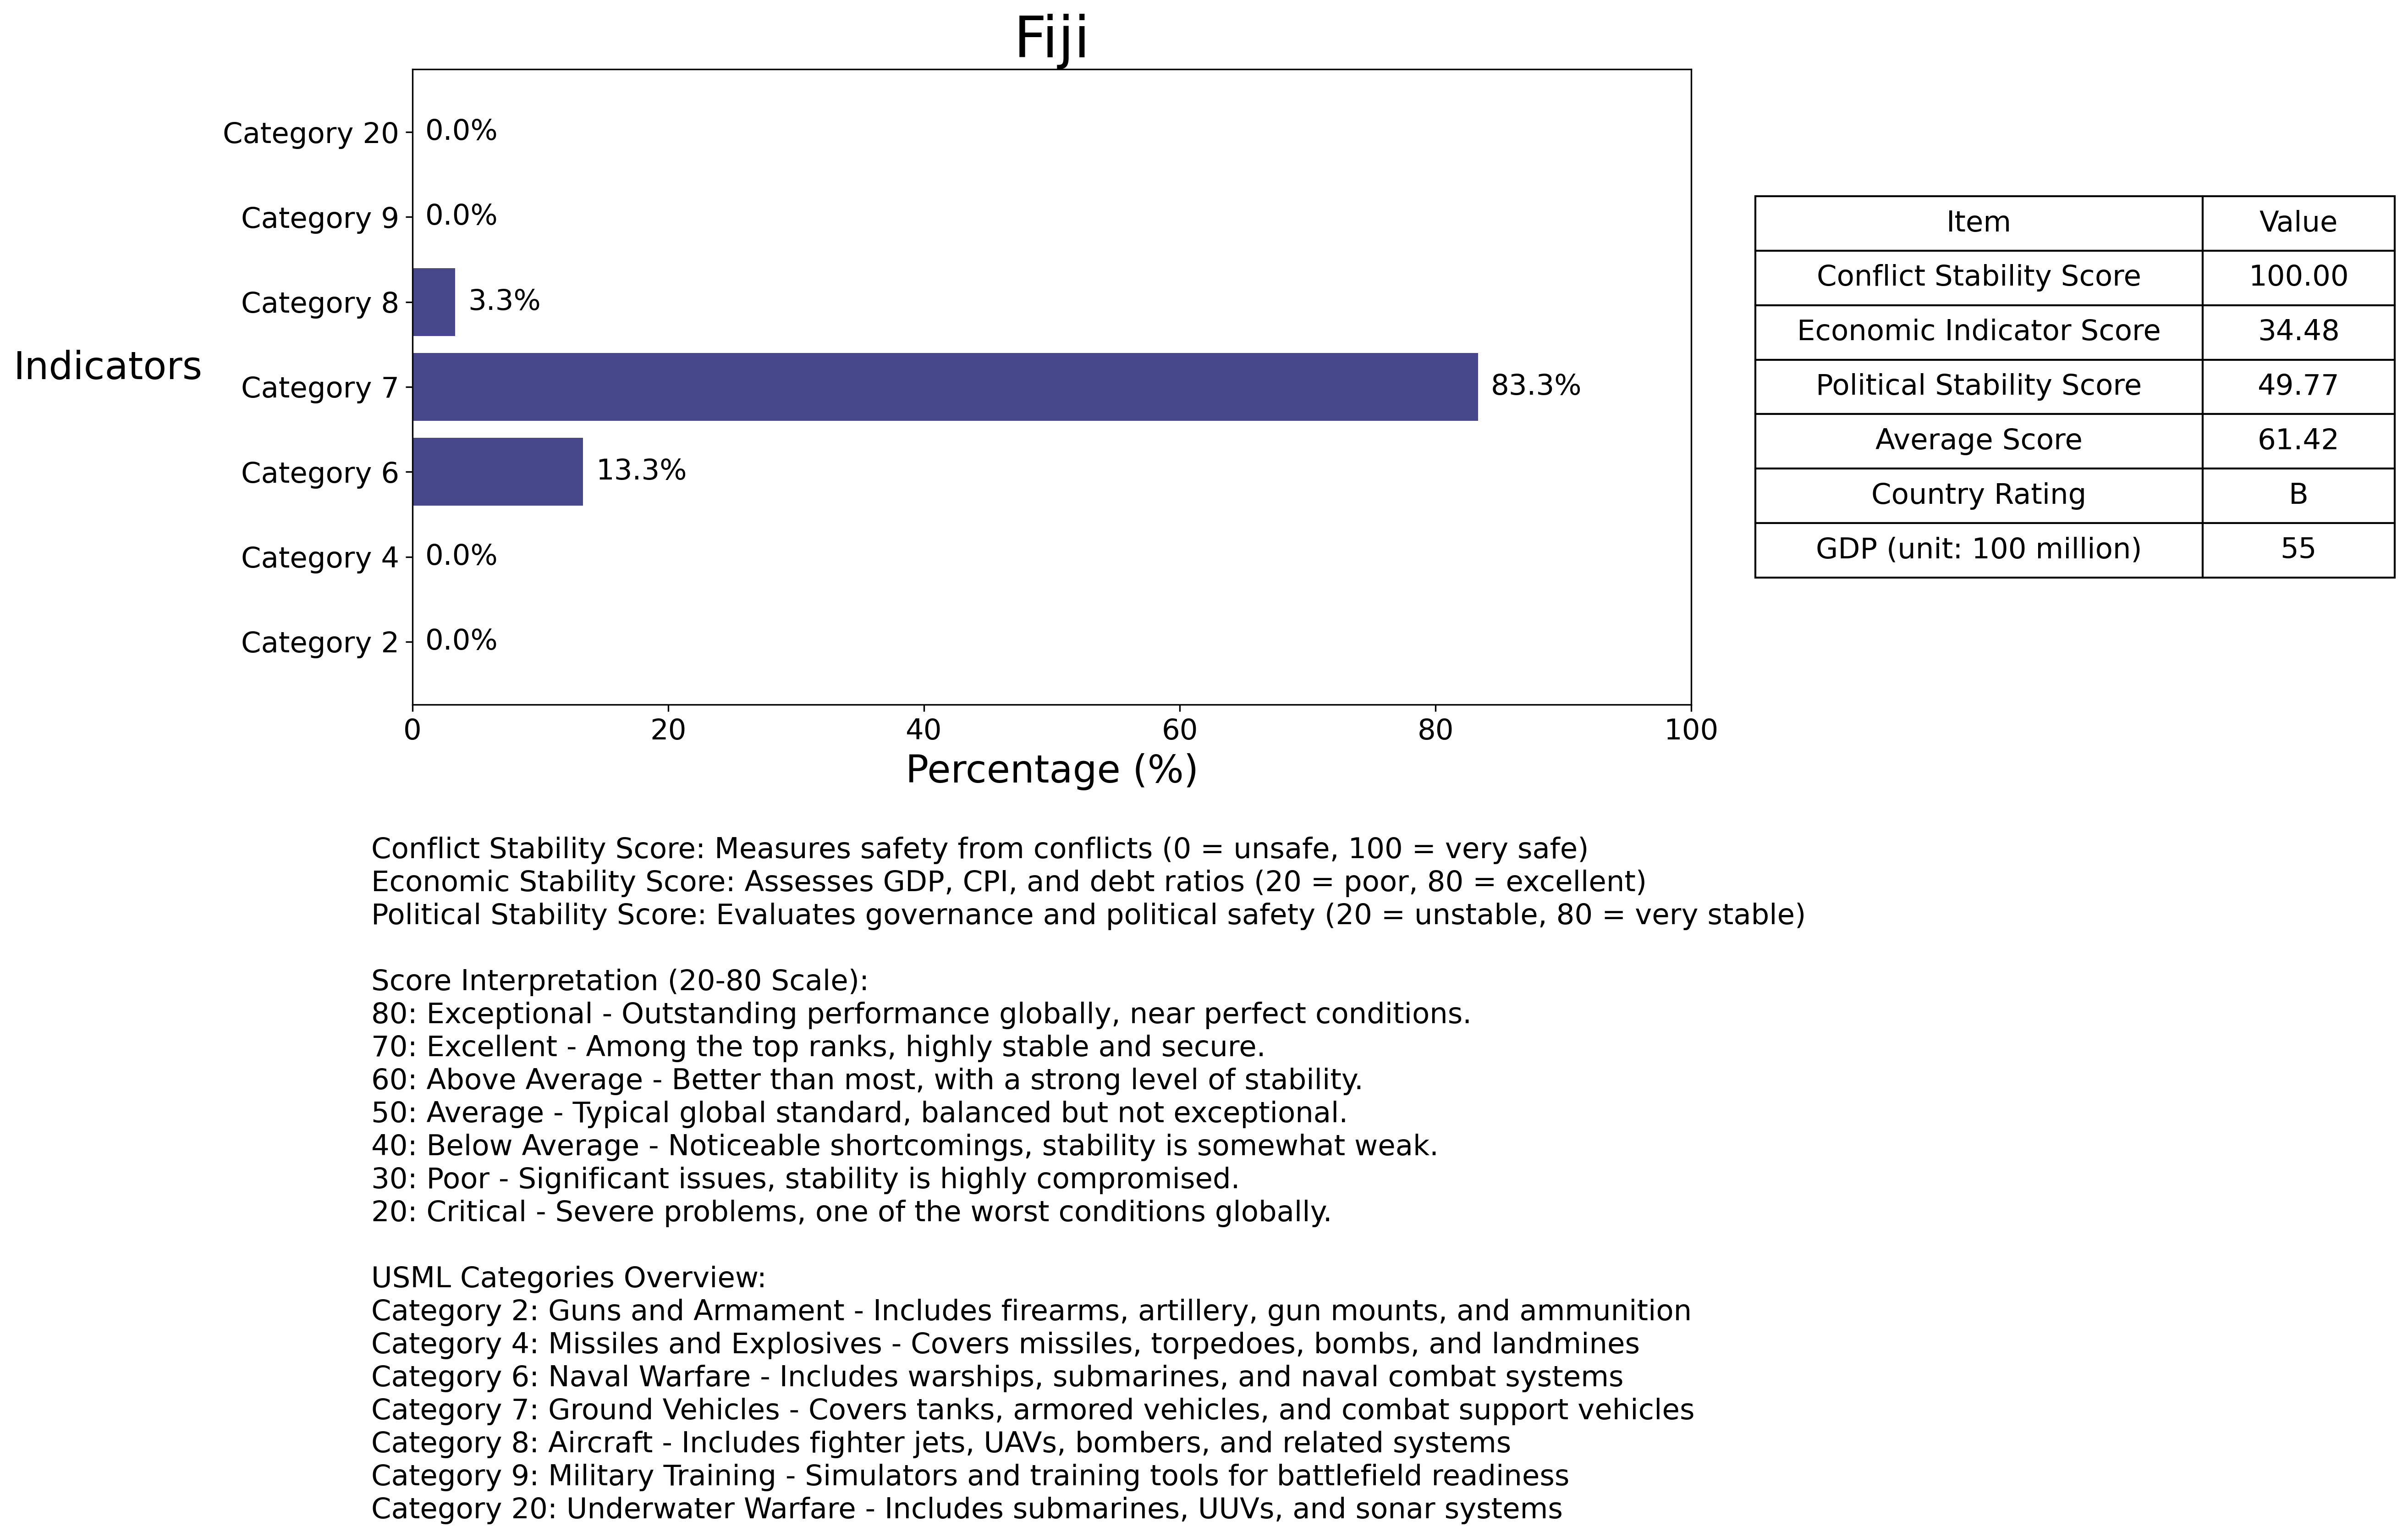 Fiji
Indicators
Category 20 0.0%
Category 9 0.0%
Category 8 3.3%
Category 7 83.3%
Category 6 13.3%
Category 4 0.0%
Category 2 0.0%
0 20 40 60 80 100
Percentage (%)
Item Value
Conflict Stability Score 100.00
Economic Indicator Score 34.48
Political Stability Score 49.77
Average Score 61.42
Country Rating B
GDP (unit: 100 million) 55
Conflict Stability Score: Measures safety from conflicts (0 = unsafe, 100 = very safe)
Economic Stability Score: Assesses GDP, CPI, and debt ratios (20 = poor, 80 = excellent)
Political Stability Score: Evaluates governance and political safety (20 = unstable, 80 = very stable)
Score Interpretation (20-80 Scale):
80: Exceptional - Outstanding performance globally, near perfect conditions.
70: Excellent - Among the top ranks, highly stable and secure.
60: Above Average - Better than most, with a strong level of stability.
50: Average - Typical global standard, balanced but not exceptional.
40: Below Average - Noticeable shortcomings, stability is somewhat weak.
30: Poor - Significant issues, stability is highly compromised.
20: Critical - Severe problems, one of the worst conditions globally.
USML Categories Overview:
Category 2: Guns and Armament - Includes firearms, artillery, gun mounts, and ammunition
Category 4: Missiles and Explosives - Covers missiles, torpedoes, bombs, and landmines
Category 6: Naval Warfare - Includes warships, submarines, and naval combat systems
Category 7: Ground Vehicles - Covers tanks, armored vehicles, and combat support vehicles
Category 8: Aircraft - Includes fighter jets, UAVs, bombers, and related systems
Category 9: Military Training - Simulators and training tools for battlefield readiness
Category 20: Underwater Warfare - Includes submarines, UUVs, and sonar systems